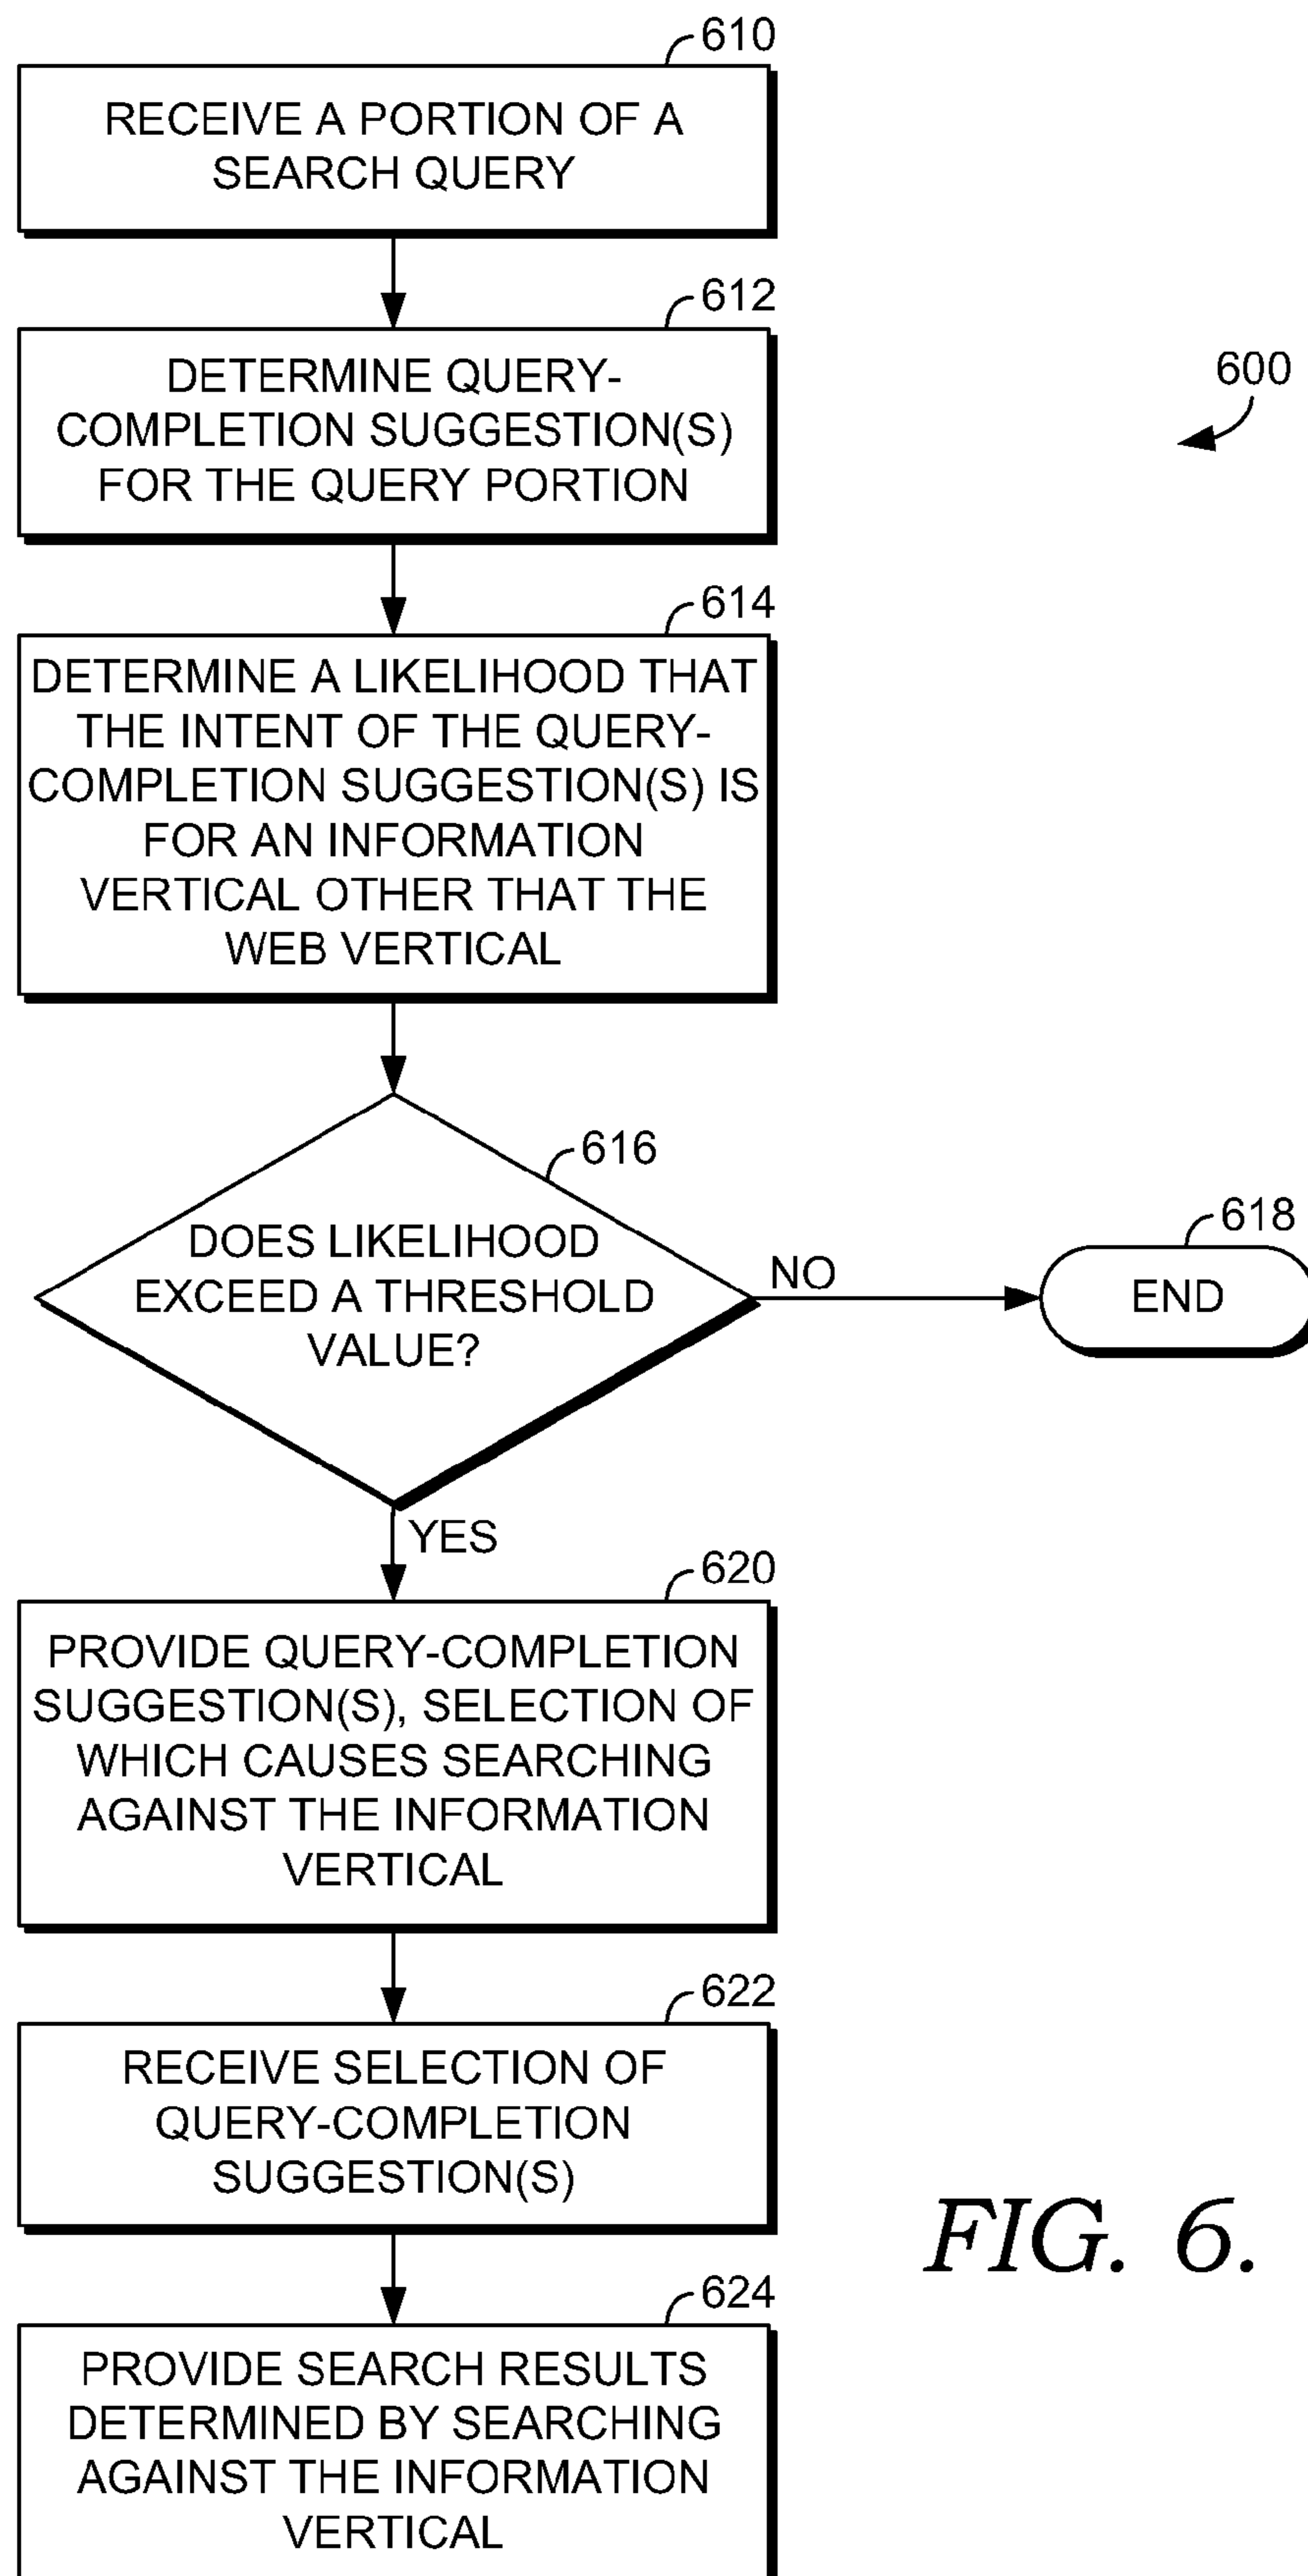 610
RECEIVE A PORTION OF A
SEARCH QUERY
612
DETERMINE QUERY-
COMPLETION SUGGESTION(S)
FOR THE QUERY PORTION
600
614
DETERMINE A LIKELIHOOD THAT
THE INTENT OF THE QUERY-
COMPLETION SUGGESTION(S) IS
FOR AN INFORMATION
VERTICAL OTHER THAT THE
WEB VERTICAL
616
DOES LIKELIHOOD
EXCEED A THRESHOLD
VALUE?
NO
618
END
YES
620
PROVIDE QUERY-COMPLETION
SUGGESTION(S), SELECTION OF
WHICH CAUSES SEARCHING
AGAINST THE INFORMATION
VERTICAL
622
RECEIVE SELECTION OF
QUERY-COMPLETION
SUGGESTION(S)
624
PROVIDE SEARCH RESULTS
DETERMINED BY SEARCHING
AGAINST THE INFORMATION
VERTICAL
FIG. 6.